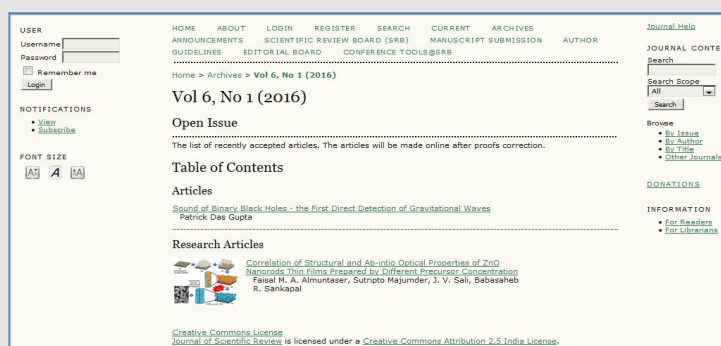 USER
Username
Password
Remember me
Login
NOTIFICATIONS
View
Subscribe
FONT SIZE
HOME ABOUT LOGIN REGISTER SEARCH CURRENT ARCHIVES
ANNOUNCEMENTS SCIENTIFIC REVIEW BOARD (SRB) MANUSCRIPT SUBMISSION AUTHOR
GUIDELINES EDITORIAL BOARD CONFERENCE TOOLS@SRB
Home > Archives > Vol 6, No 1 (2016)
Vol 6, No 1 (2016)
Open Issue
The list of recently accepted articles. The articles will be made online after proofs correction.
Table of Contents
Articles
Sound of Binary Black Holes - the First Direct Detection of Gravitational Waves
Patrick Das Gupta
Research Articles
Correlation of Structural and Ab-intio Optical Properties of ZnO
Nanorods Thin Films Prepared by Different Precursor Concentration
Faisal M. A. Almuntaser, Sutripto Majumder, J. V. Sali, Babasaheb
R. Sankapal
Creative Commons License
Journal of Scientific Review is licensed under a Creative Commons Attribution 2.5 India License.
Journal Help
JOURNAL CONTE
Search
Search Scope
All
Search
Browse
By Issue
By Author
By Title
Other Journals
DONATIONS
INFORMATION
For Readers
For Librarians